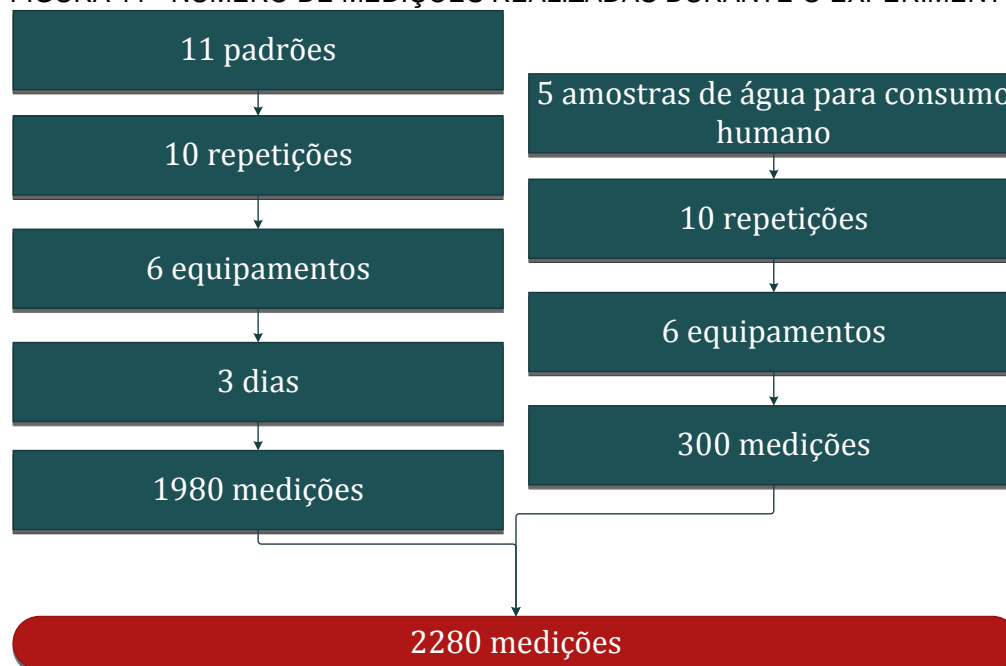 11 padrões
10 repetições
6 equipamentos
3 dias
1980 medições
5 amostras de água para consumo
humano
10 repetições
6 equipamentos
300 medições
2280 medições